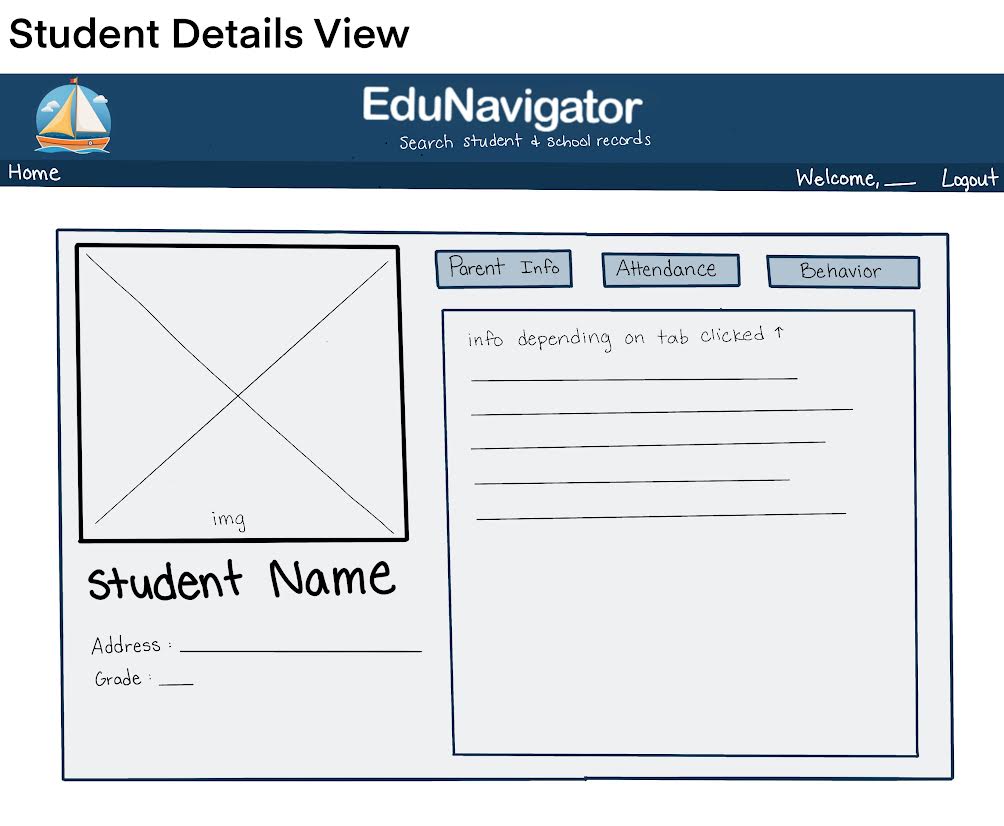 Student Details View
EduNavigator
Search student & school records
Home
Welcome, ___
Logout
Parent Info
Attendance
Behavior
info depending on tab clicked ↑
img
Student Name
Address : ___
Grade : ___